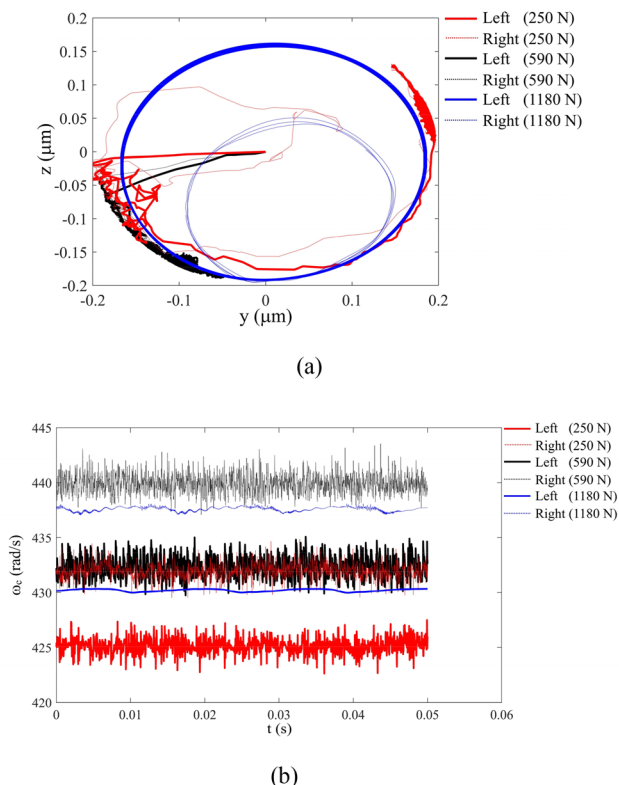 Left (250 N)
Right (250 N)
Left (590 N)
Right (590 N)
Left (1180 N)
Right (1180 N)
z (μm)
0.2
0.15
0.1
0.05
0
-0.05
-0.1
-0.15
-0.2
-0.2 -0.1 0 0.1 0.2
y (μm)
(a)
Left (250 N)
Right (250 N)
Left (590 N)
Right (590 N)
Left (1180 N)
Right (1180 N)
ωc (rad/s)
445
440
435
430
425
420
0 0.01 0.02 0.03 0.04 0.05 0.06
t (s)
(b)